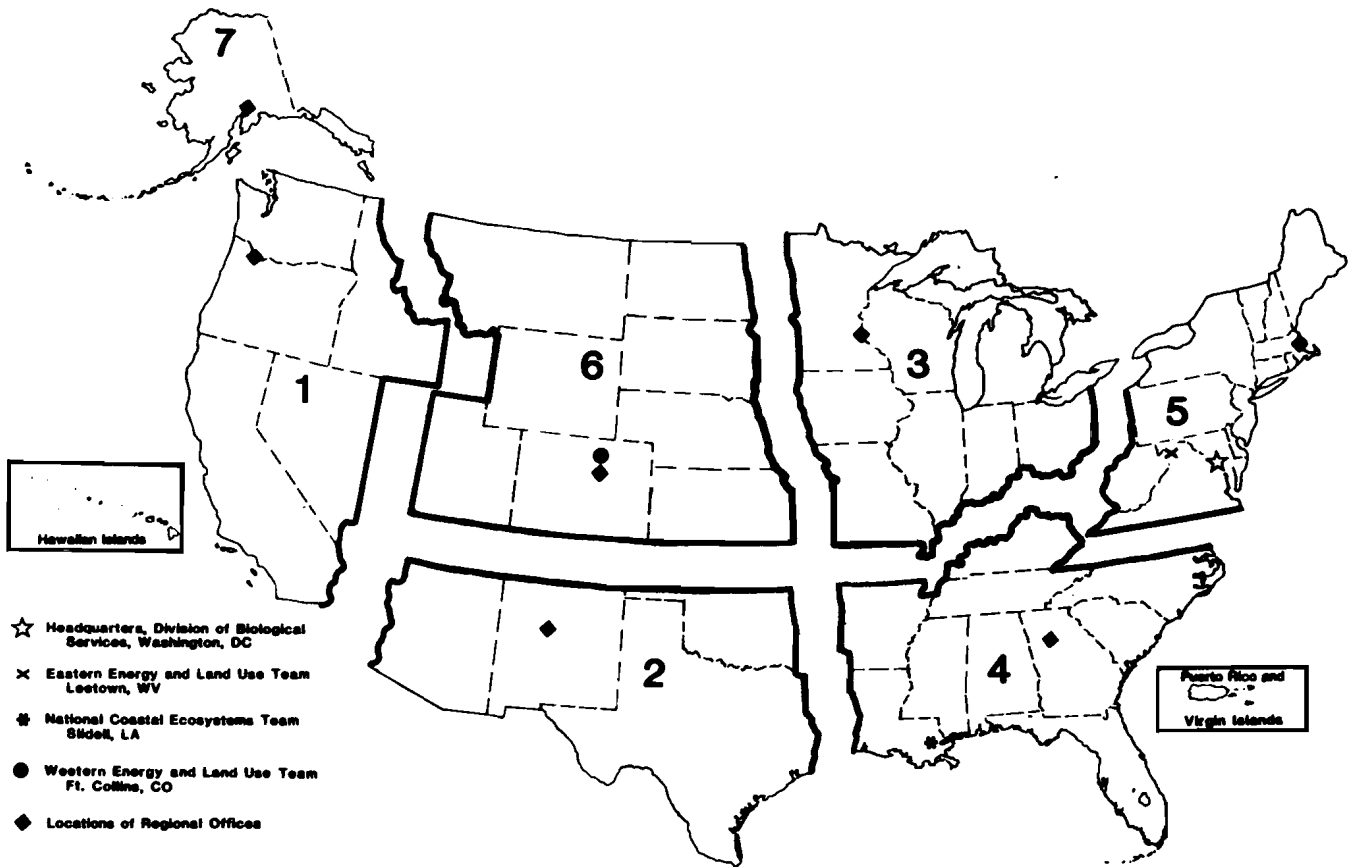 7
1
6
3
5
2
4
Hawaiian Islands
Puerto Rico and
Virgin Islands
Headquarters, Division of Biological
Services, Washington, DC
Eastern Energy and Land Use Team
Leetown, WV
National Coastal Ecosystems Team
Slidell, LA
Western Energy and Land Use Team
Ft. Collins, CO
Locations of Regional Offices